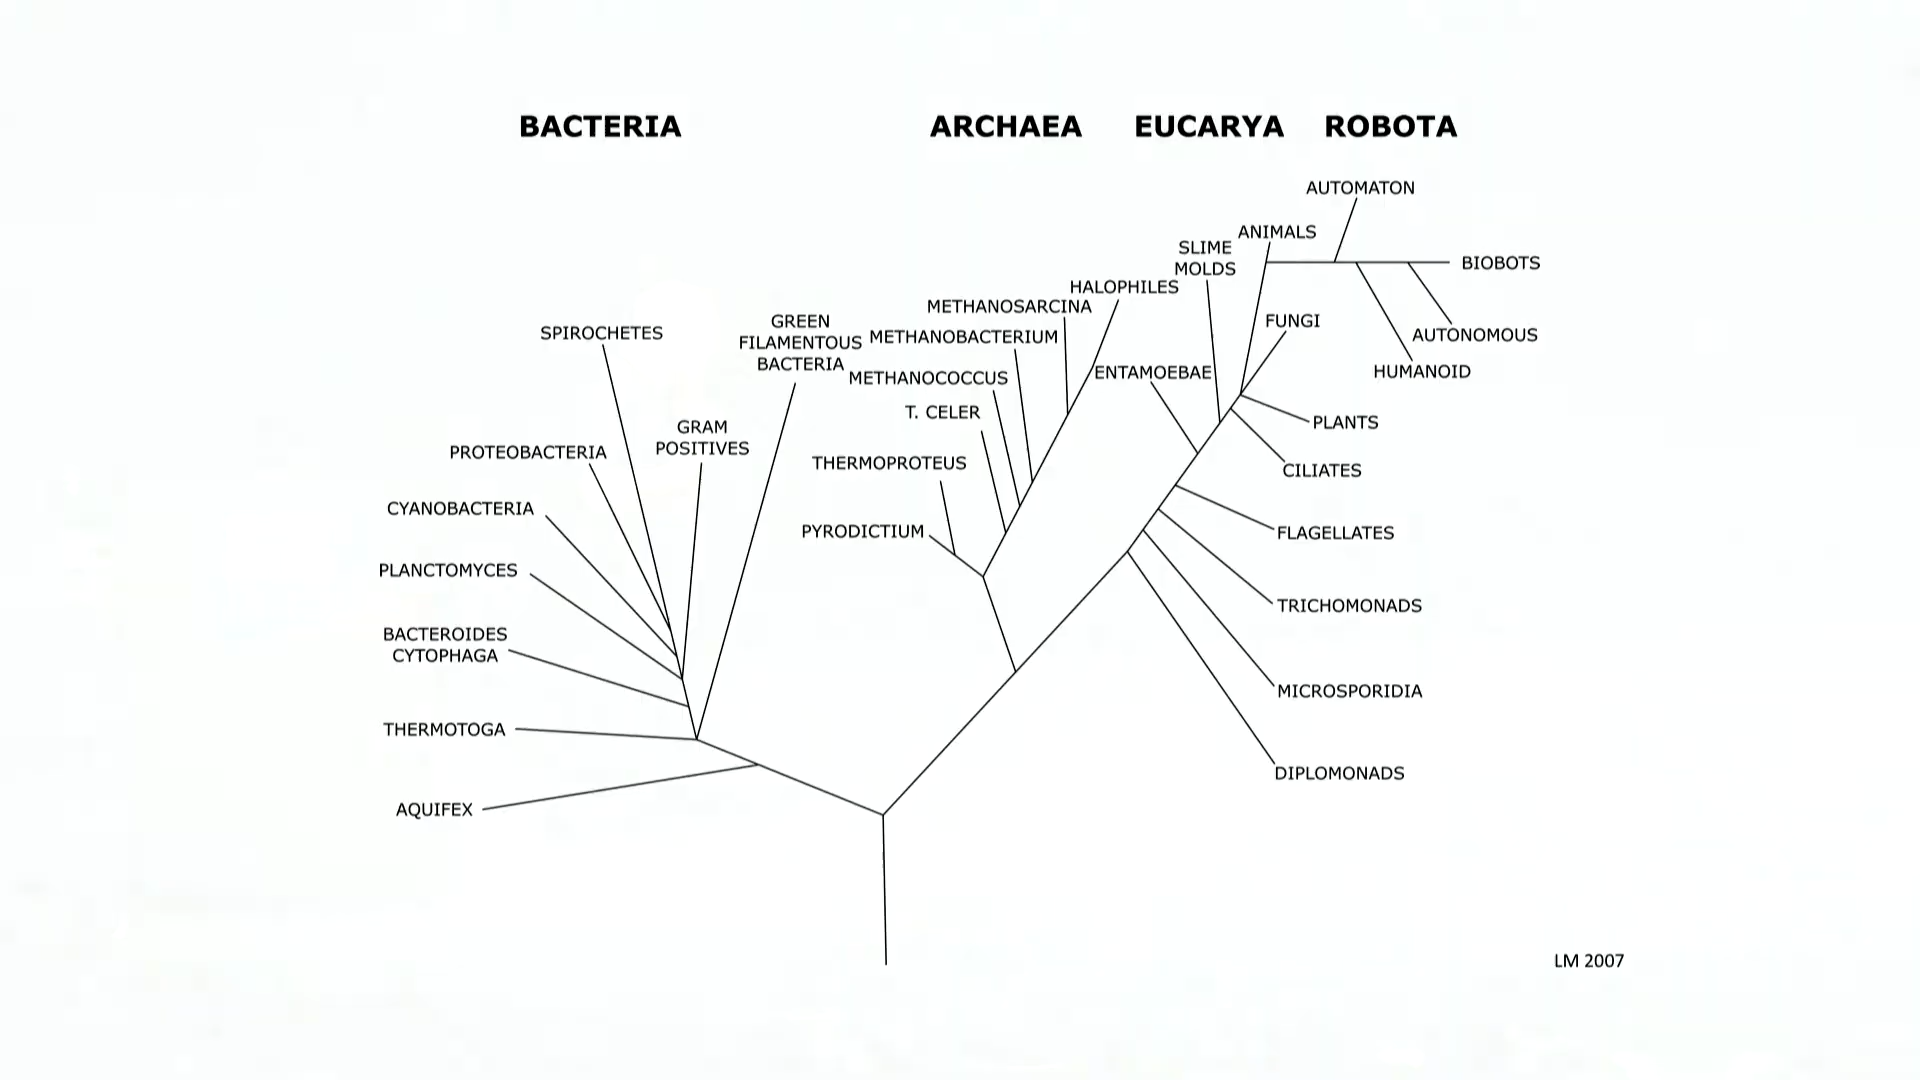 BACTERIA
ARCHAEA
EUCARYA
ROBOTA
AUTOMATON
ANIMALS
SLIME
MOLDS
BIOBOTS
HALOPHILES
METHANOSARCINA
FUNGI
GREEN
FILAMENTOUS
BACTERIA
SPIROCHETES
METHANOBACTERIUM
AUTONOMOUS
HUMANOID
ENTAMOEBAE
METHANOCOCCUS
T. CELER
PLANTS
GRAM
POSITIVES
PROTEOBACTERIA
THERMOPROTEUS
CILIATES
CYANOBACTERIA
PYRODICTIUM
FLAGELLATES
PLANCTOMYCES
TRICHOMONADS
BACTEROIDES
CYTOPHAGA
MICROSPORIDIA
THERMOTOGA
DIPLOMONADS
AQUIFEX
LM 2007